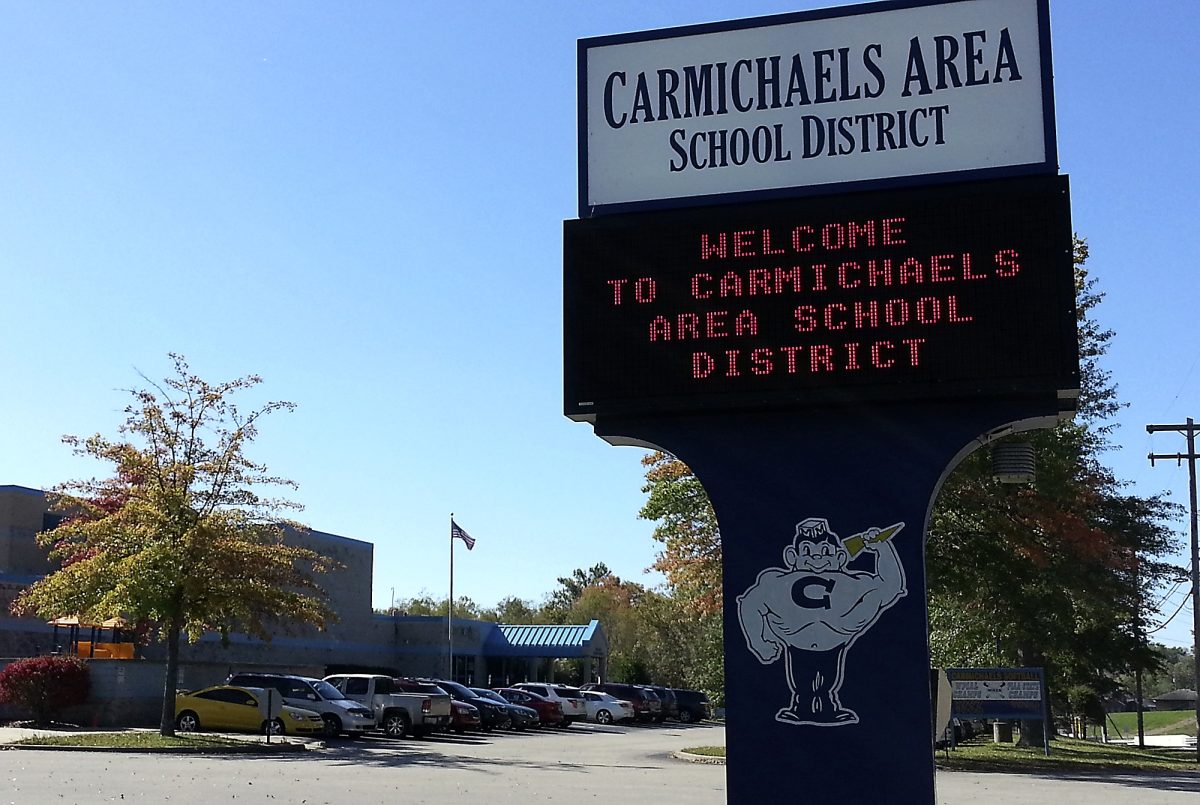 CARMICHAELS AREA
SCHOOL DISTRICT
WELCOME
TO CARMICHAELS
AREA SCHOOL
DISTRICT
C